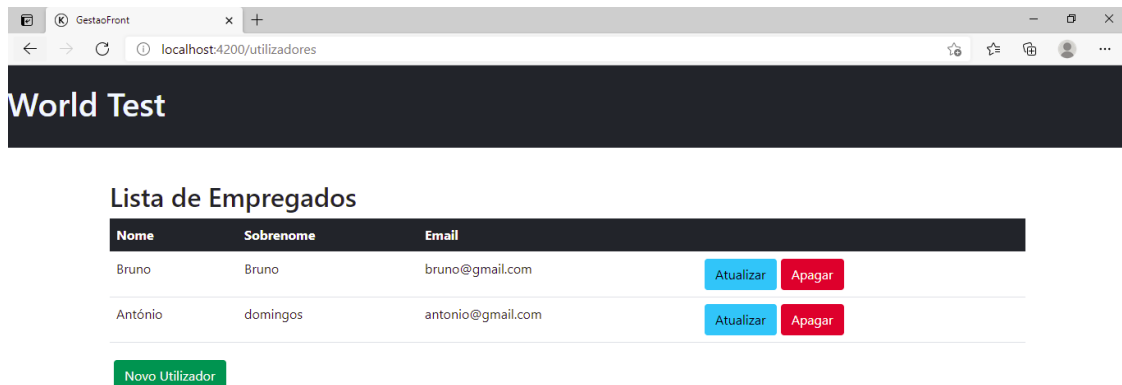 GestaoFront
localhost:4200/utilizadores
World Test
Lista de Empregados
Nome Sobrenome Email
Bruno Bruno bruno@gmail.com Atualizar Apagar
António domingos antonio@gmail.com Atualizar Apagar
Novo Utilizador